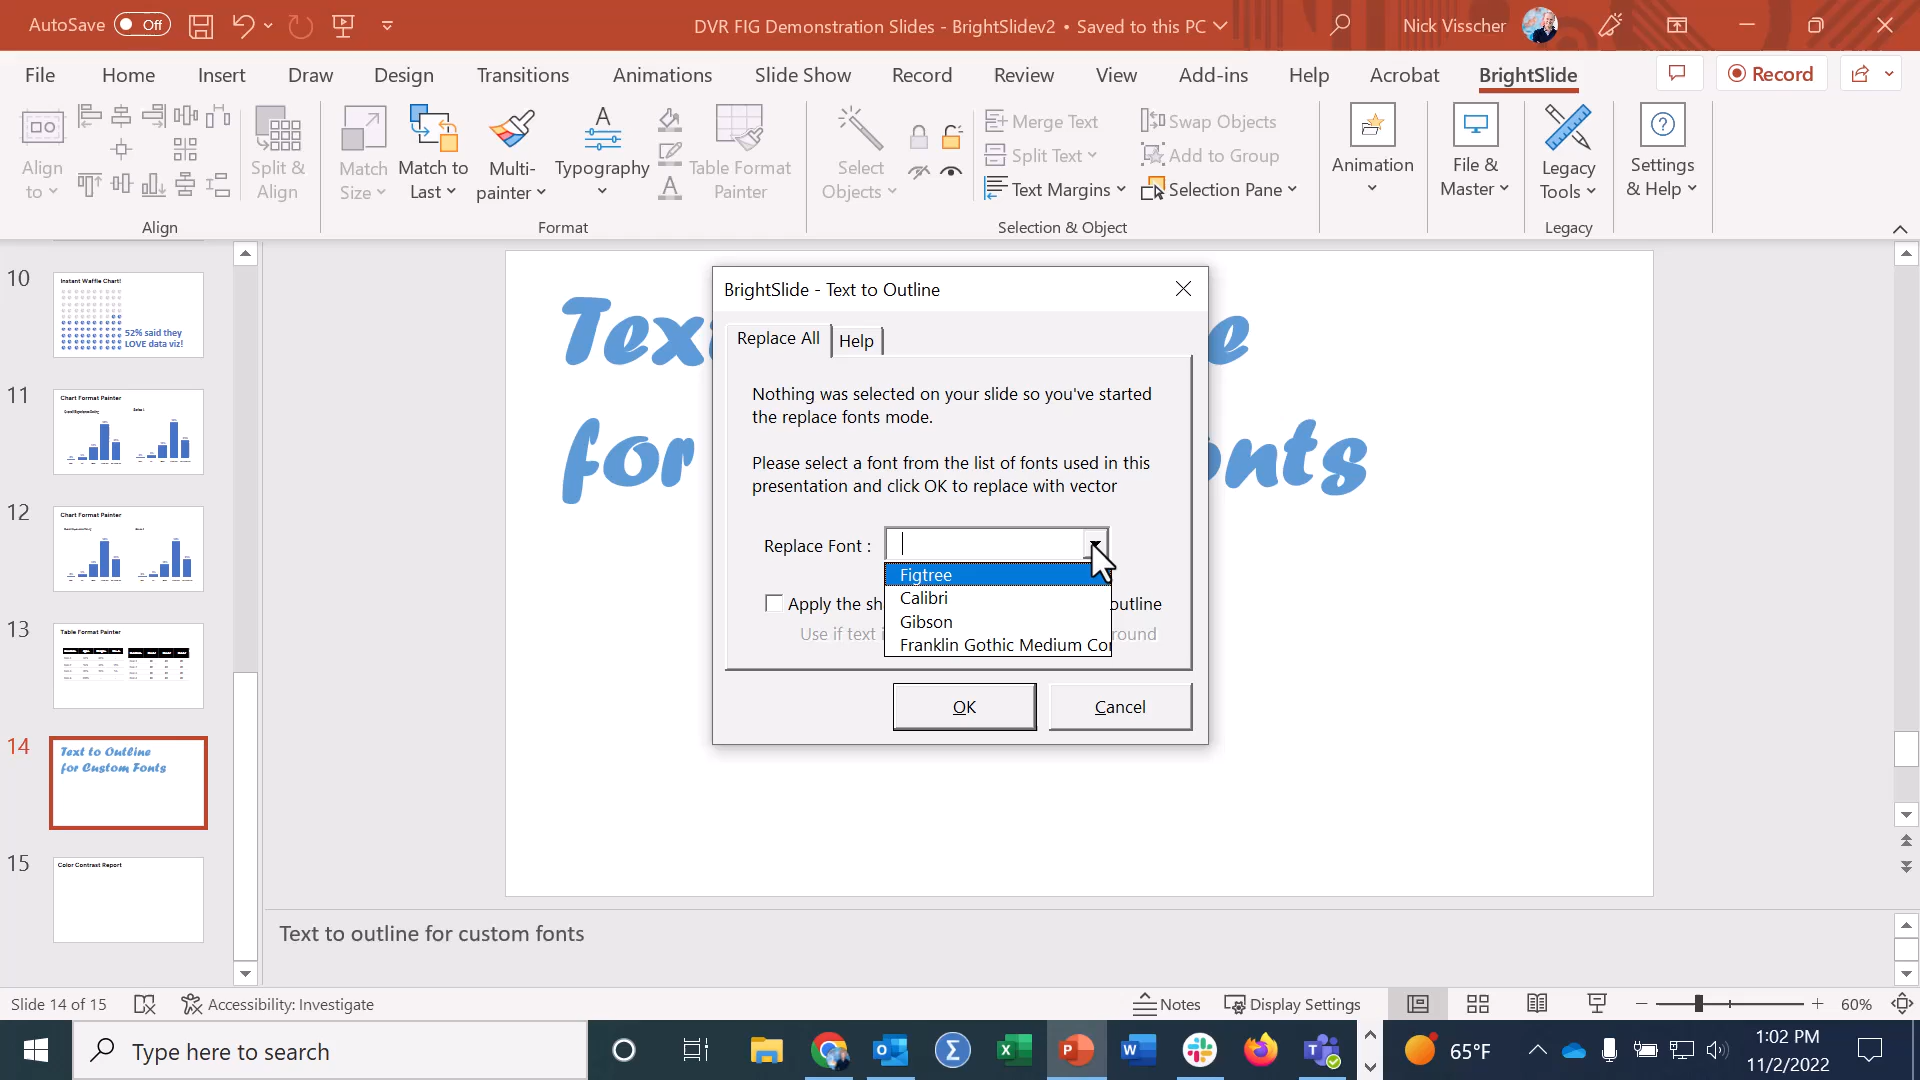 AutoSave Off
DVR FIG Demonstration Slides - BrightSlidev2 • Saved to this PC
Nick Visscher
File Home Insert Draw Design Transitions Animations Slide Show Record Review View Add-ins Help Acrobat BrightSlide
Record
Align to
Split & Align
Align
Match Size
Match to Last
Multi-painter
Typography
Table Format Painter
Format
Select Objects
Merge Text
Split Text
Text Margins
Swap Objects
Add to Group
Selection Pane
Selection & Object
Animation
File & Master
Legacy Tools
Legacy
Settings & Help
10
Instant Waffle Chart!
52% said they
LOVE data viz!
11
Chart Format Painter
12
Chart Format Painter
13
Table Format Painter
14
Text to Outline
for Custom Fonts
15
Color Contrast Report
Tex
e
for
onts
BrightSlide - Text to Outline
Replace All
Help
Nothing was selected on your slide so you've started
the replace fonts mode.
Please select a font from the list of fonts used in this
presentation and click OK to replace with vector
Replace Font :
Figtree
Calibri
Gibson
Franklin Gothic Medium Cor
Apply the sh
outline
Use if text i
round
OK
Cancel
Text to outline for custom fonts
Slide 14 of 15
Accessibility: Investigate
Notes
Display Settings
60%
Type here to search
65°F
1:02 PM
11/2/2022